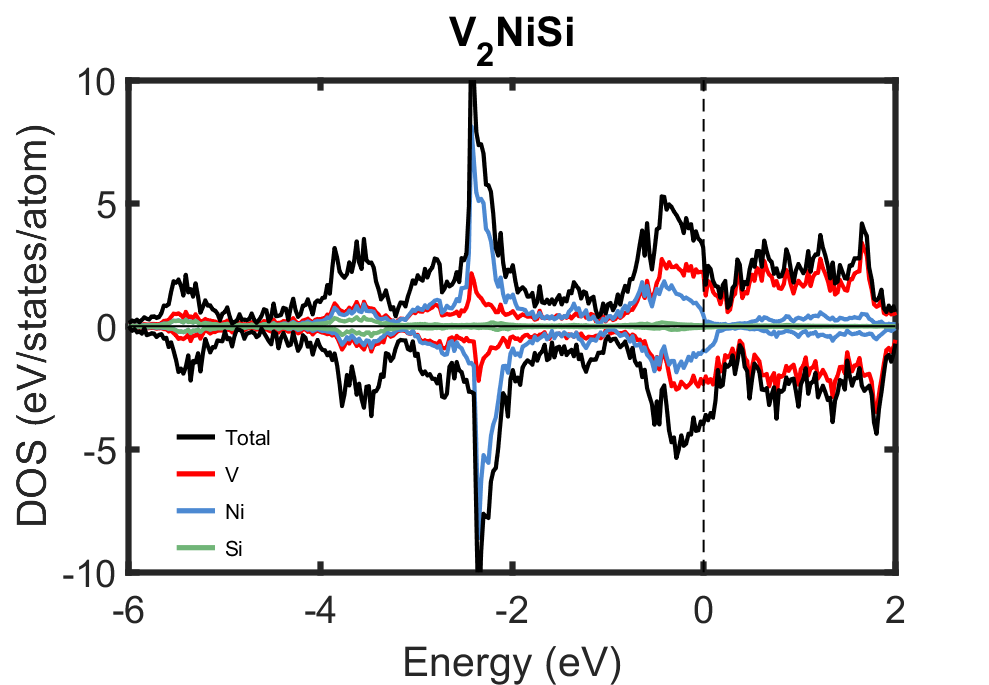 V2NiSi
10
5
0
-5
-10
DOS (eV/states/atom)
Total
V
Ni
Si
-6
-4
-2
0
2
Energy (eV)